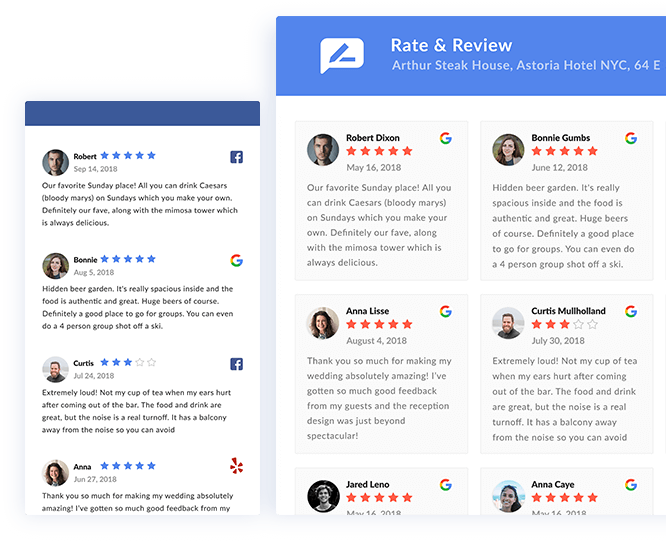 Robert
Sep 14, 2018
Our favorite Sunday place! All you can drink Caesars
(bloody marys) on Sundays which you make your own.
Definitely our fave, along with the mimosa tower which
is always delicious.
Bonnie
Aug 5, 2018
Hidden beer garden. It's really spacious inside and the
food is authentic and great. Huge beers of course.
Definitely a good place to go for groups. You can even
do a 4 person group shot off a ski.
Curtis
Jul 24, 2018
Extremely loud! Not my cup of tea when my ears hurt
after coming out of the bar. The food and drink are
great, but the noise is a real turnoff. It has a balcony
away from the noise so you can avoid
Anna
Jun 27, 2018
Thank you so much for making my wedding absolutely
amazing! I've gotten so much good feedback from my
Rate & Review
Arthur Steak House, Astoria Hotel NYC, 64 E
Robert Dixon
May 16, 2018
Our favorite Sunday place! All you
can drink Caesars (bloody marys)
on Sundays which you make your
own. Definitely our fave, along
with the mimosa tower which is
always delicious.
Bonnie Gumbs
June 12, 2018
Hidden beer garden. It's really
spacious inside and the food is
authentic and great. Huge beers
of course. Definitely a good place
to go for groups. You can even do
a 4 person group shot off a ski.
Anna Lisse
August 4, 2018
Thank you so much for making my
wedding absolutely amazing! I've
gotten so much good feedback
from my guests and the reception
design was just beyond
spectacular!
Curtis Mullholland
July 30, 2018
Extremely loud! Not my cup of tea
when my ears hurt after coming
out of the bar. The food and drink
are great, but the noise is a real
turnoff. It has a balcony away
from the noise so you can avoid
Jared Leno
May 16, 2018
Anna Caye
May 16, 2018